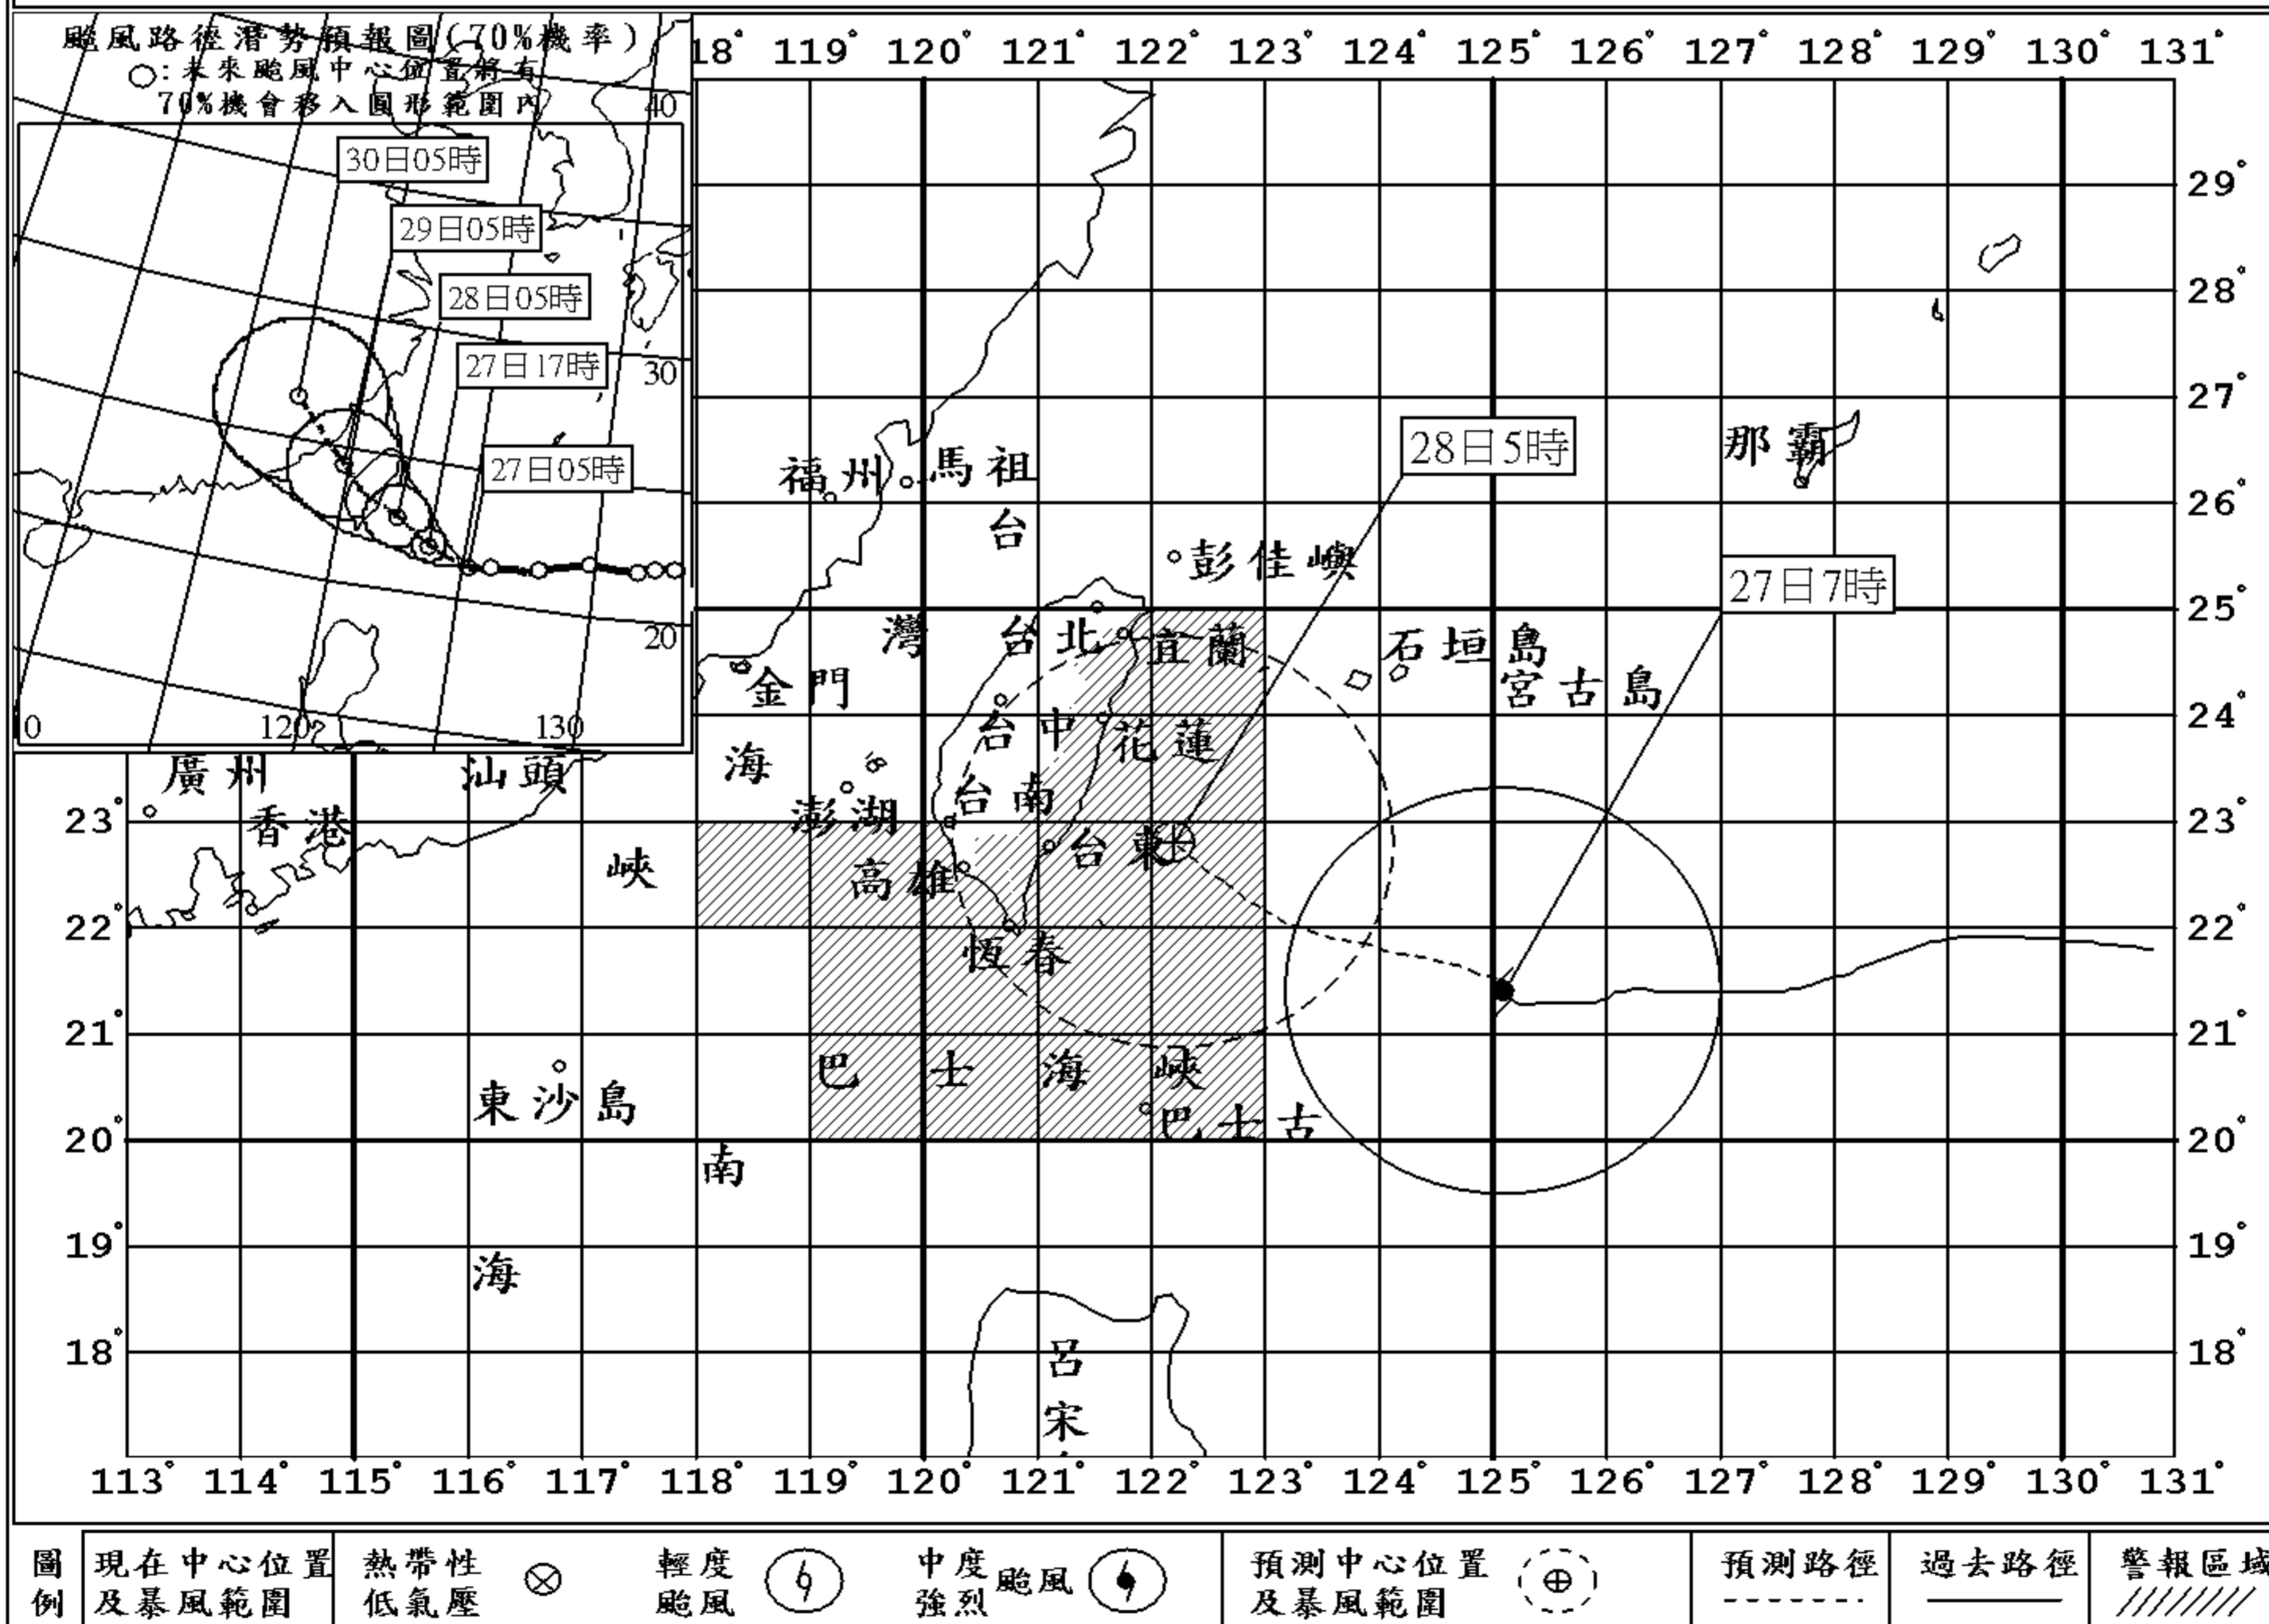 颱風路徑潛勢預報圖(70%機率)
○:未來颱風中心位置將有
70%機會移入圓形範圍內
40
30日05時
29日05時
28日05時
27日17時
30
27日05時
20
0
120
130
18° 119° 120° 121° 122° 123° 124° 125° 126° 127° 128° 129° 130° 131°
29°
28°
27°
28日5時
那霸
福州
馬祖
26°
台
彭佳嶼
27日7時
25°
灣
台北
宜蘭
石垣島
金門
宮古島
24°
台中
花蓮
海
廣州
汕頭
台南
23°
香港
澎湖
23°
台東
峽
高雄
22°
22°
恆春
21°
21°
巴士海峽
東沙島
巴士古
20°
20°
南
19°
19°
海
18°
18°
呂
宋
113° 114° 115° 116° 117° 118° 119° 120° 121° 122° 123° 124° 125° 126° 127° 128° 129° 130° 131°
圖例
現在中心位置
及暴風範圍
熱帶性
低氣壓
輕度
颱風
中度
強烈
颱風
預測中心位置
及暴風範圍
預測路徑
過去路徑
警報區域